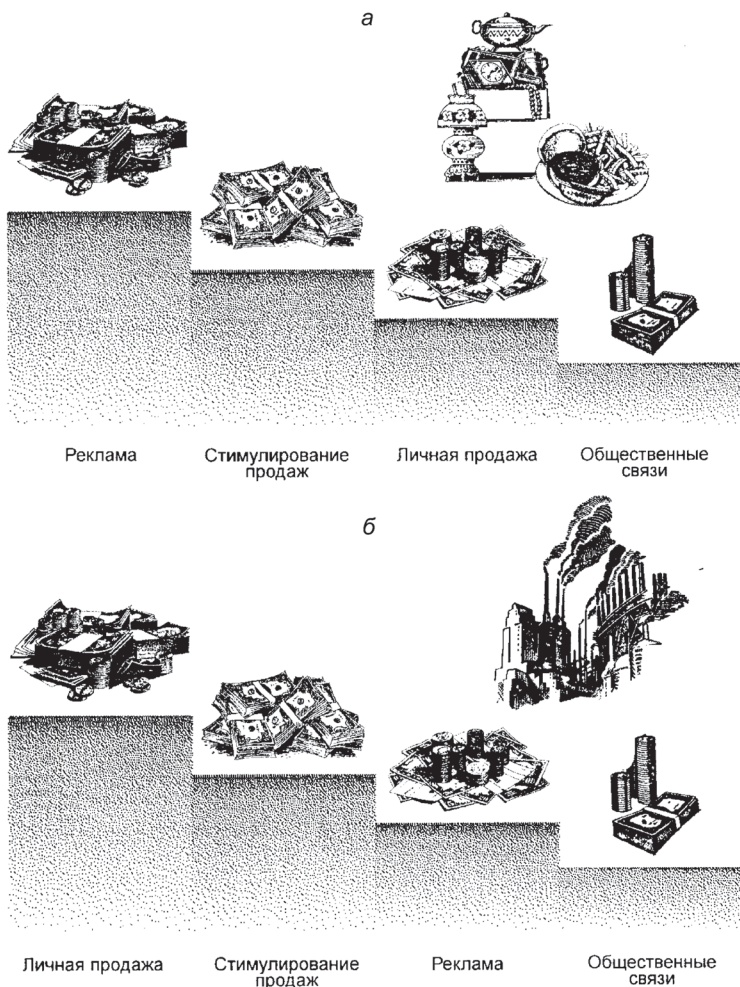 а
Реклама
Стимулирование
продаж
Личная продажа
Общественные
связи
б
Личная продажа
Стимулирование
продаж
Реклама
Общественные
связи